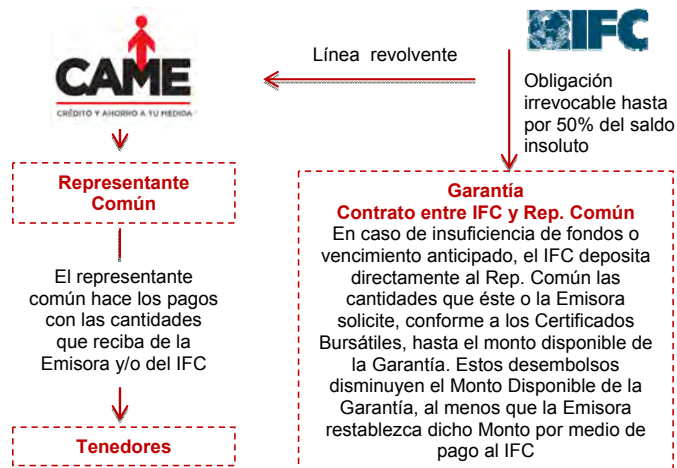 CAME
CRÉDITO Y AHORRO A TU MEDIDA
Línea revolvente
IFC
Obligación
irrevocable hasta
por 50% del saldo
insoluto
Representante
Común
El representante
común hace los pagos
con las cantidades
que reciba de la
Emisora y/o del IFC
Tenedores
Garantía
Contrato entre IFC y Rep. Común
En caso de insuficiencia de fondos o
vencimiento anticipado, el IFC deposita
directamente al Rep. Común las
cantidades que éste o la Emisora
solicite, conforme a los Certificados
Bursátiles, hasta el monto disponible de
la Garantía. Estos desembolsos
disminuyen el Monto Disponible de la
Garantía, al menos que la Emisora
restablezca dicho Monto por medio de
pago al IFC